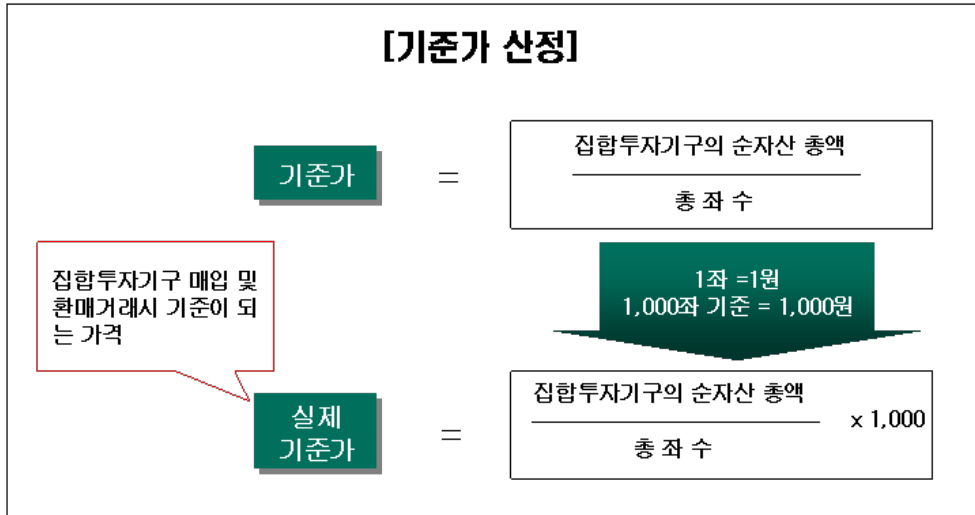 [기준가 산정]
기준가
=
집합투자기구의 순자산 총액
총 좌 수
집합투자기구 매입 및
환매거래시 기준이 되
는 가격
1좌 =1원
1,000좌 기준 = 1,000원
실제
기준가
=
집합투자기구의 순자산 총액
총 좌 수
x 1,000